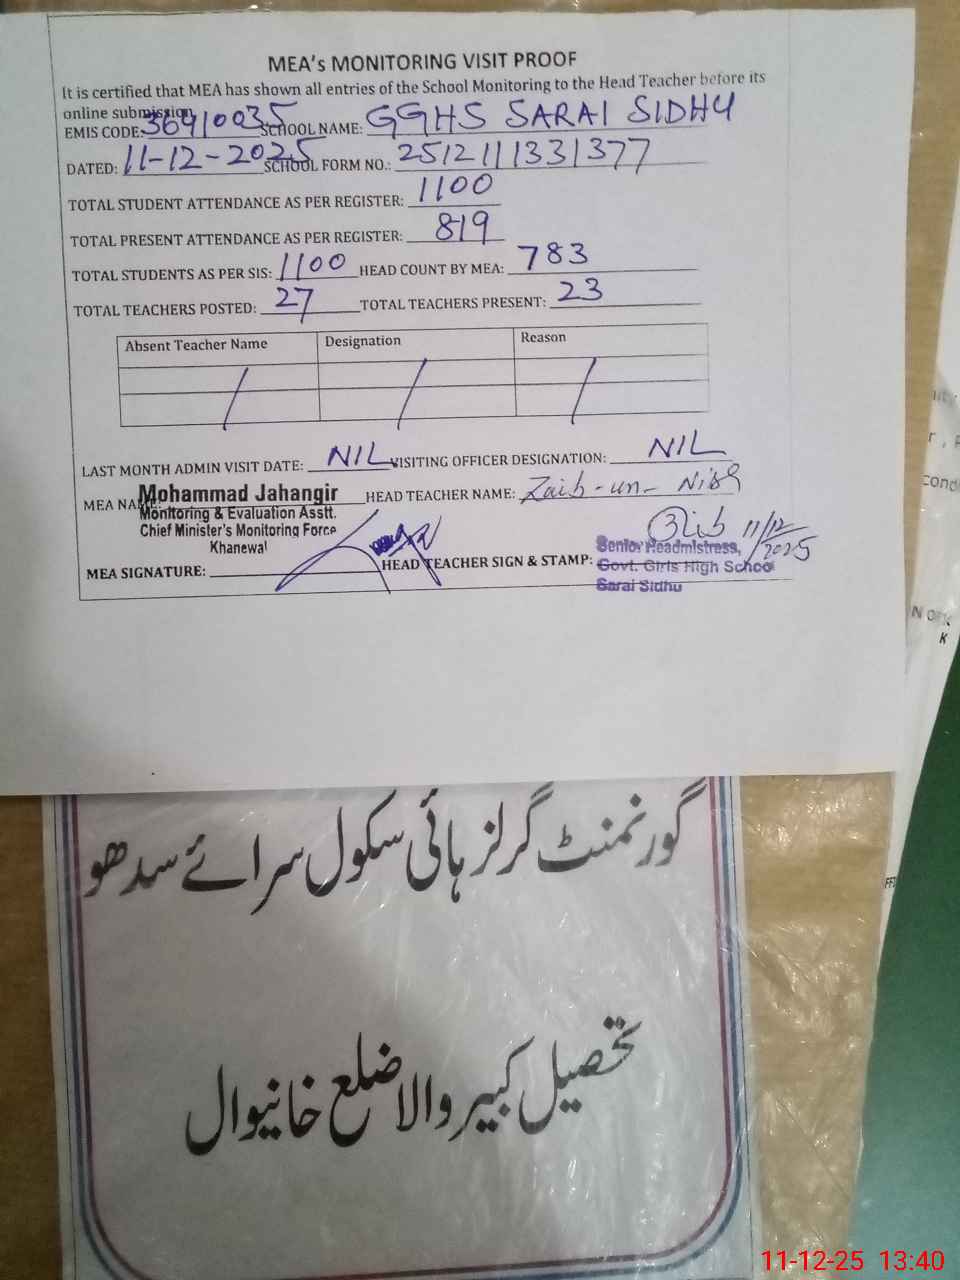 MEA's MONITORING VISIT PROOF
It is certified that MEA has shown all entries of the School Monitoring to the Head Teacher before its
online submission.
EMIS CODE: 36410035 SCHOOL NAME: GGHS SARAI SIDHU
DATED: 11-12-2025 SCHOOL FORM NO.: 2512111331377
TOTAL STUDENT ATTENDANCE AS PER REGISTER: 1100
TOTAL PRESENT ATTENDANCE AS PER REGISTER: 819
TOTAL STUDENTS AS PER SIS: 1100 HEAD COUNT BY MEA: 783
TOTAL TEACHERS POSTED: 27 TOTAL TEACHERS PRESENT: 23
Absent Teacher Name Designation Reason
LAST MONTH ADMIN VISIT DATE: NIL VISITING OFFICER DESIGNATION: NIL
MEA NAME: Mohammad Jahangir HEAD TEACHER NAME: Zaib-un-Nisa
Monitoring & Evaluation Asstt.
Chief Minister's Monitoring Force
Khanewal
11/12/2025
MEA SIGNATURE: HEAD TEACHER SIGN & STAMP:
Senior Headmistress,
Govt. Girls High School
Sarai Sidhu
گورنمنٹ گرلز ہائی سکول سرائے سدھو
تحصیل کبیر والا ضلع خانیوال
11-12-25 13:40